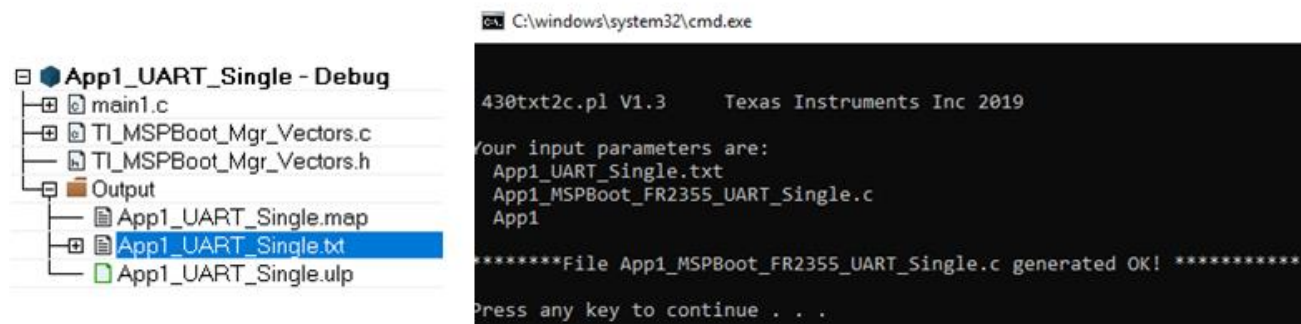 App1_UART_Single - Debug
main1.c
TI_MSPBoot_Mgr_Vectors.c
TI_MSPBoot_Mgr_Vectors.h
Output
App1_UART_Single.map
App1_UART_Single.txt
App1_UART_Single.ulp
C:\windows\system32\cmd.exe
430txt2c.pl V1.3 Texas Instruments Inc 2019
Your input parameters are:
App1_UART_Single.txt
App1_MSPBoot_FR2355_UART_Single.c
App1
********File App1_MSPBoot_FR2355_UART_Single.c generated OK! ***********
Press any key to continue . . .